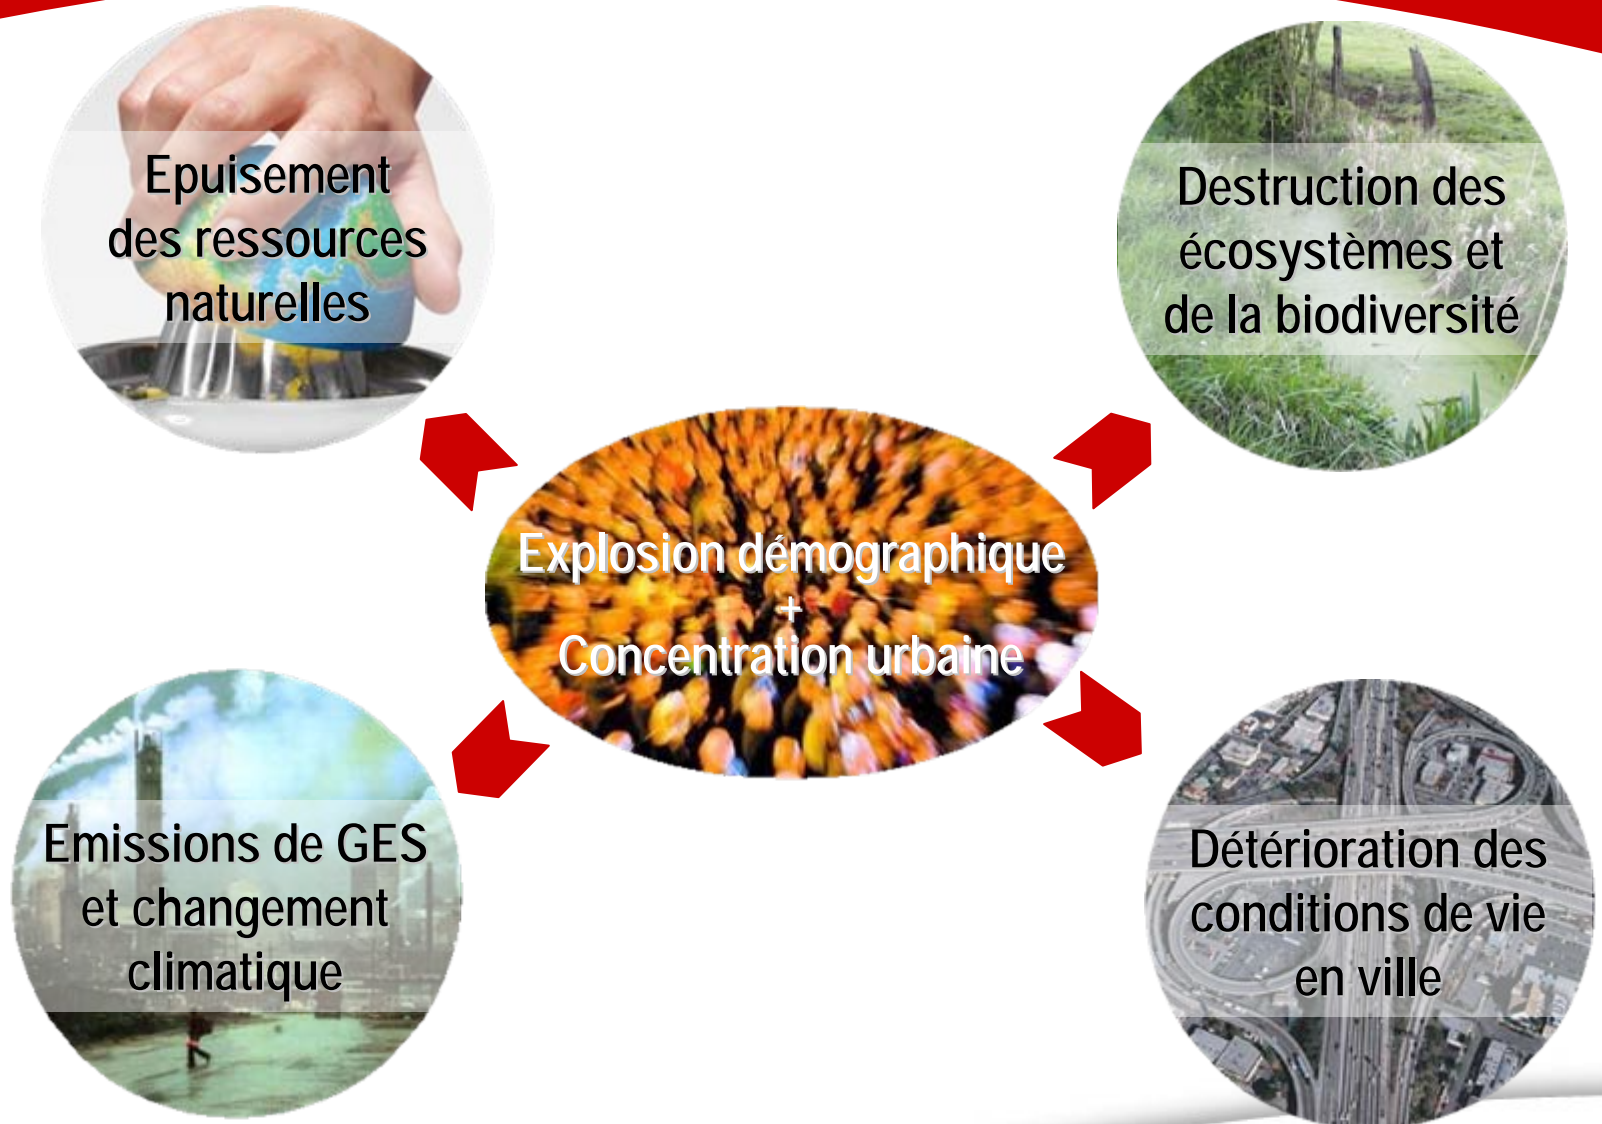 Epuisement
des ressources
naturelles
Destruction des
écosystèmes et
de la biodiversité
Explosion démographique
+
Concentration urbaine
Emissions de GES
et changement
climatique
Détérioration des
conditions de vie
en ville